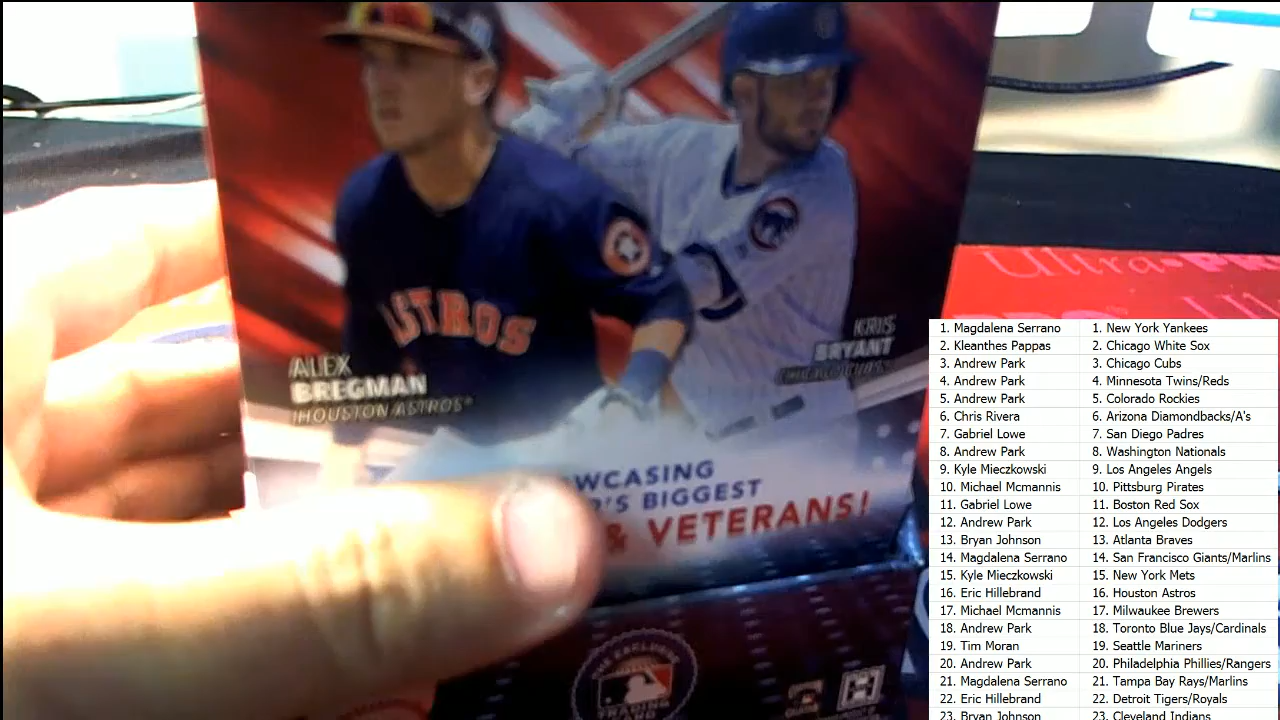 Ultra•PRO
ASTROS
ALEX
BREGMAN
HOUSTON ASTROS®
KRIS
BRYANT
CHICAGO CUBS®
WCASING
'S BIGGEST
& VETERANS!
1. Magdalena Serrano 1. New York Yankees
2. Kleanthes Pappas 2. Chicago White Sox
3. Andrew Park 3. Chicago Cubs
4. Andrew Park 4. Minnesota Twins/Reds
5. Andrew Park 5. Colorado Rockies
6. Chris Rivera 6. Arizona Diamondbacks/A's
7. Gabriel Lowe 7. San Diego Padres
8. Andrew Park 8. Washington Nationals
9. Kyle Mieczkowski 9. Los Angeles Angels
10. Michael Mcmannis 10. Pittsburg Pirates
11. Gabriel Lowe 11. Boston Red Sox
12. Andrew Park 12. Los Angeles Dodgers
13. Bryan Johnson 13. Atlanta Braves
14. Magdalena Serrano 14. San Francisco Giants/Marlins
15. Kyle Mieczkowski 15. New York Mets
16. Eric Hillebrand 16. Houston Astros
17. Michael Mcmannis 17. Milwaukee Brewers
18. Andrew Park 18. Toronto Blue Jays/Cardinals
19. Tim Moran 19. Seattle Mariners
20. Andrew Park 20. Philadelphia Phillies/Rangers
21. Magdalena Serrano 21. Tampa Bay Rays/Marlins
22. Eric Hillebrand 22. Detroit Tigers/Royals
23. Bryan Johnson 23. Cleveland Indians